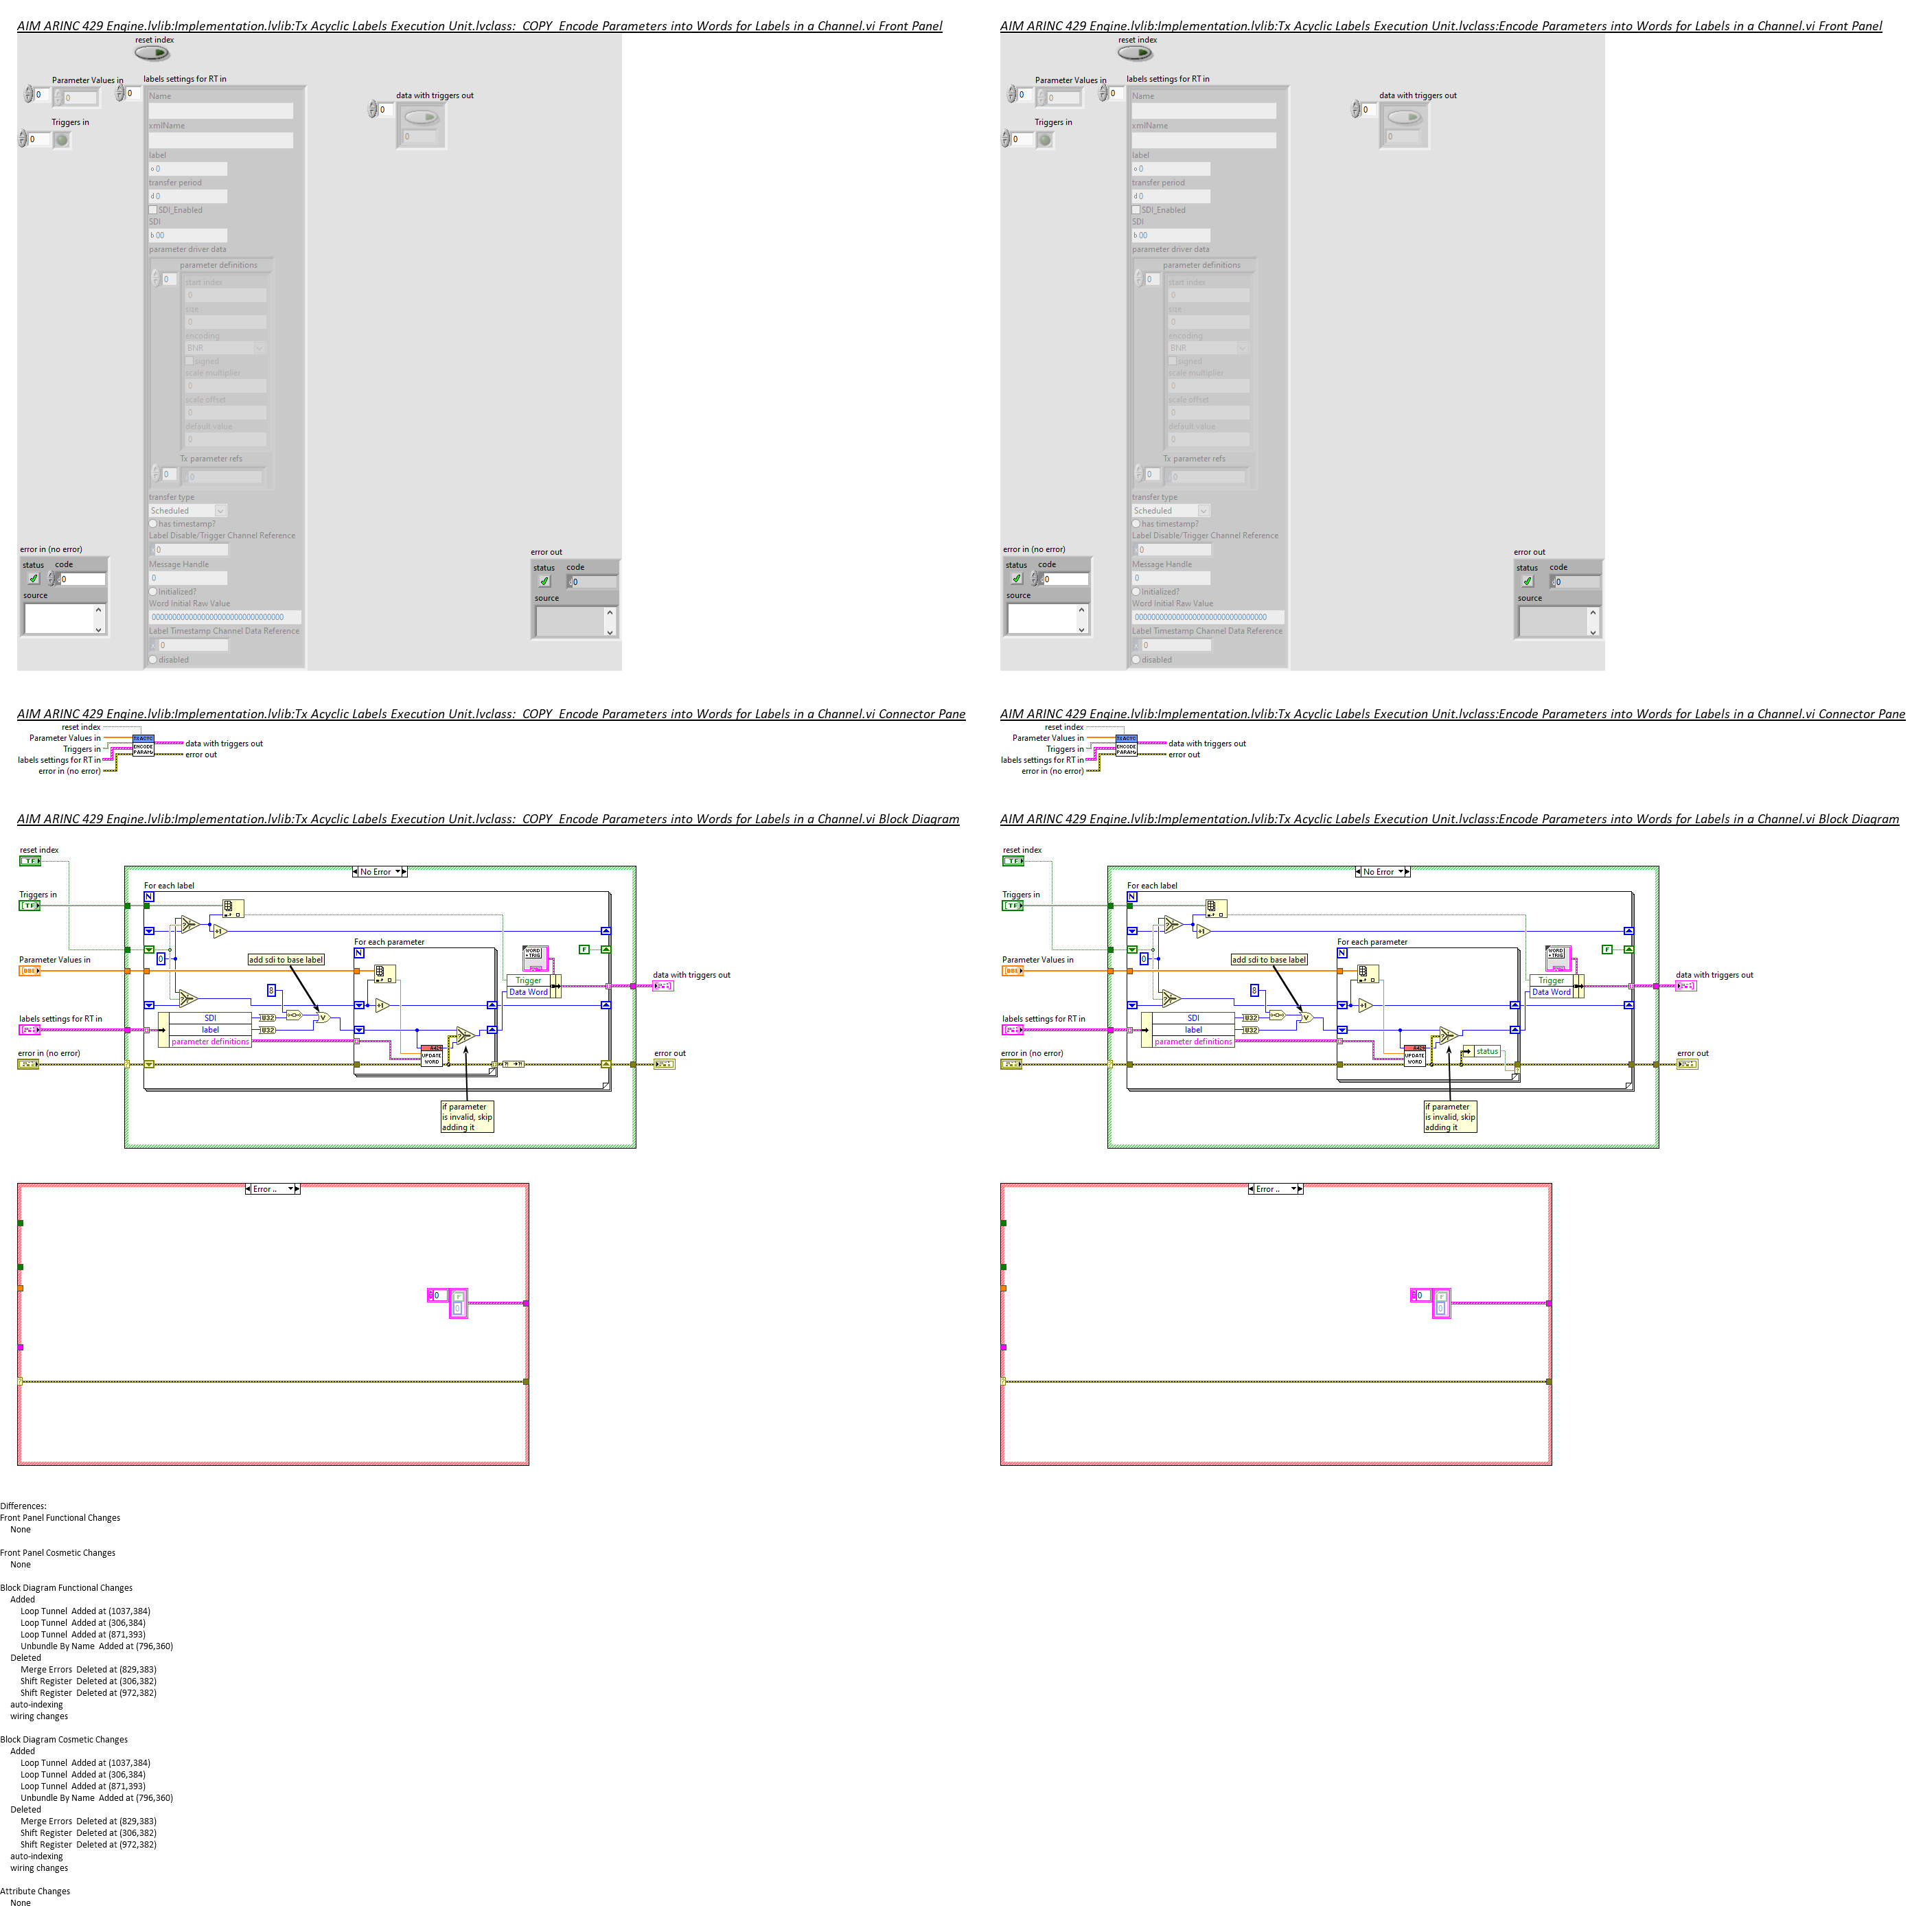 AIM ARINC 429 Engine.lvlib:Implementation.lvlib:Tx Acyclic Labels Execution Unit.lvclass:_COPY_Encode Parameters into Words for Labels in a Channel.vi Front Panel
reset index
Parameter Values in
0
0
Triggers in
0
labels settings for RT in
0
Name
xmlName
label
o 0
transfer period
d 0
SDI_Enabled
SDI
b 00
parameter driver data
parameter definitions
0
start index
0
size
0
encoding
BNR
signed
scale multiplier
0
scale offset
0
default value
0
Tx parameter refs
0
0
transfer type
Scheduled
has timestamp?
Label Disable/Trigger Channel Reference
0
Message Handle
0
Initialized?
Word Initial Raw Value
Label Timestamp Channel Data Reference
0
disabled
data with triggers out
0
0
error in (no error)
status code
0
source
error out
status code
0
source
AIM ARINC 429 Engine.lvlib:Implementation.lvlib:Tx Acyclic Labels Execution Unit.lvclass:Encode Parameters into Words for Labels in a Channel.vi Front Panel
reset index
Parameter Values in
0
0
Triggers in
0
labels settings for RT in
0
Name
xmlName
label
o 0
transfer period
d 0
SDI_Enabled
SDI
b 00
parameter driver data
parameter definitions
0
start index
0
size
0
encoding
BNR
signed
scale multiplier
0
scale offset
0
default value
0
Tx parameter refs
0
0
transfer type
Scheduled
has timestamp?
Label Disable/Trigger Channel Reference
0
Message Handle
0
Initialized?
Word Initial Raw Value
Label Timestamp Channel Data Reference
0
disabled
data with triggers out
0
0
error in (no error)
status code
0
source
error out
status code
0
source
AIM ARINC 429 Engine.lvlib:Implementation.lvlib:Tx Acyclic Labels Execution Unit.lvclass:_COPY_Encode Parameters into Words for Labels in a Channel.vi Connector Pane
reset index
Parameter Values in
Triggers in
labels settings for RT in
error in (no error)
TX ACYC
ENCODE
PARAM
data with triggers out
error out
AIM ARINC 429 Engine.lvlib:Implementation.lvlib:Tx Acyclic Labels Execution Unit.lvclass:Encode Parameters into Words for Labels in a Channel.vi Connector Pane
reset index
Parameter Values in
Triggers in
labels settings for RT in
error in (no error)
TX ACYC
ENCODE
PARAM
data with triggers out
error out
AIM ARINC 429 Engine.lvlib:Implementation.lvlib:Tx Acyclic Labels Execution Unit.lvclass:_COPY_Encode Parameters into Words for Labels in a Channel.vi Block Diagram
reset index
TF
Triggers in
TF
Parameter Values in
DBL
labels settings for RT in
error in (no error)
No Error
For each label
N
+1
0
add sdi to base label
8
SDI
label
parameter definitions
U32
U32
V
For each parameter
N
+1
A429
UPDATE
WORD
WORD
+TRIG
F
Trigger
Data Word
if parameter
is invalid, skip
adding it
data with triggers out
error out
Error ..
0
F
0
AIM ARINC 429 Engine.lvlib:Implementation.lvlib:Tx Acyclic Labels Execution Unit.lvclass:Encode Parameters into Words for Labels in a Channel.vi Block Diagram
reset index
TF
Triggers in
TF
Parameter Values in
DBL
labels settings for RT in
error in (no error)
No Error
For each label
N
+1
0
add sdi to base label
8
SDI
label
parameter definitions
U32
U32
V
For each parameter
N
+1
A429
UPDATE
WORD
status
WORD
+TRIG
F
Trigger
Data Word
if parameter
is invalid, skip
adding it
data with triggers out
error out
Error ..
0
F
0
Differences:
Front Panel Functional Changes
None
Front Panel Cosmetic Changes
None
Block Diagram Functional Changes
Added
Loop Tunnel Added at (1037,384)
Loop Tunnel Added at (306,384)
Loop Tunnel Added at (871,393)
Unbundle By Name Added at (796,360)
Deleted
Merge Errors Deleted at (829,383)
Shift Register Deleted at (306,382)
Shift Register Deleted at (972,382)
auto-indexing
wiring changes
Block Diagram Cosmetic Changes
Added
Loop Tunnel Added at (1037,384)
Loop Tunnel Added at (306,384)
Loop Tunnel Added at (871,393)
Unbundle By Name Added at (796,360)
Deleted
Merge Errors Deleted at (829,383)
Shift Register Deleted at (306,382)
Shift Register Deleted at (972,382)
auto-indexing
wiring changes
Attribute Changes
None